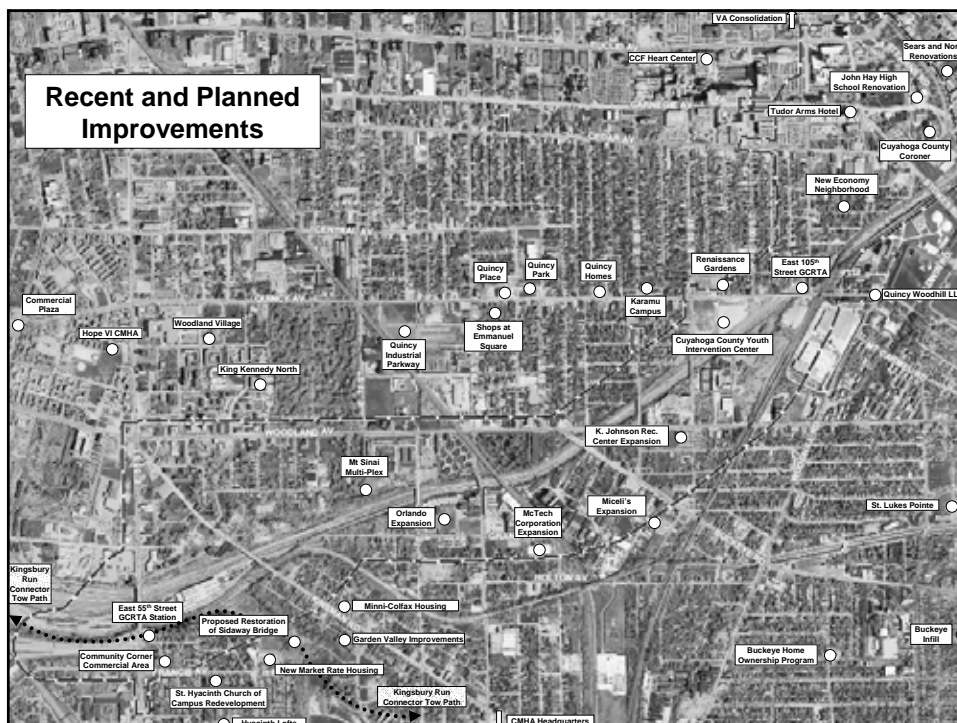 VA Consolidation
CCF Heart Center
Sears and Nor
Renovations
John Hay High
School Renovation
Recent and Planned
Improvements
Tudor Arms Hotel
Cuyahoga County
Coroner
New Economy
Neighborhood
CENTRAL AV
Quincy
Place
Quincy
Park
Quincy
Homes
Renaissance
Gardens
East 105th
Street GCRTA
Karamu
Campus
Quincy Woodhill LL
Commercial
Plaza
Hope VI CMHA
Woodland Village
Quincy
Industrial
Parkway
Shops at
Emmanuel
Square
Cuyahoga County Youth
Intervention Center
King Kennedy North
WOODLAND AV
K. Johnson Rec.
Center Expansion
Mt Sinai
Multi-Plex
Orlando
Expansion
McTech
Corporation
Expansion
Miceli's
Expansion
St. Lukes Pointe
Kingsbury
Run
Connector
Tow Path
East 55th Street
GCRTA Station
Proposed Restoration
of Sidaway Bridge
Minni-Colfax Housing
Garden Valley Improvements
Community Corner
Commercial Area
New Market Rate Housing
Buckeye Home
Ownership Program
Buckeye
Infill
St. Hyacinth Church of
Campus Redevelopment
Kingsbury Run
Connector Tow Path
Hyacinth Lofts
CMHA Headquarters